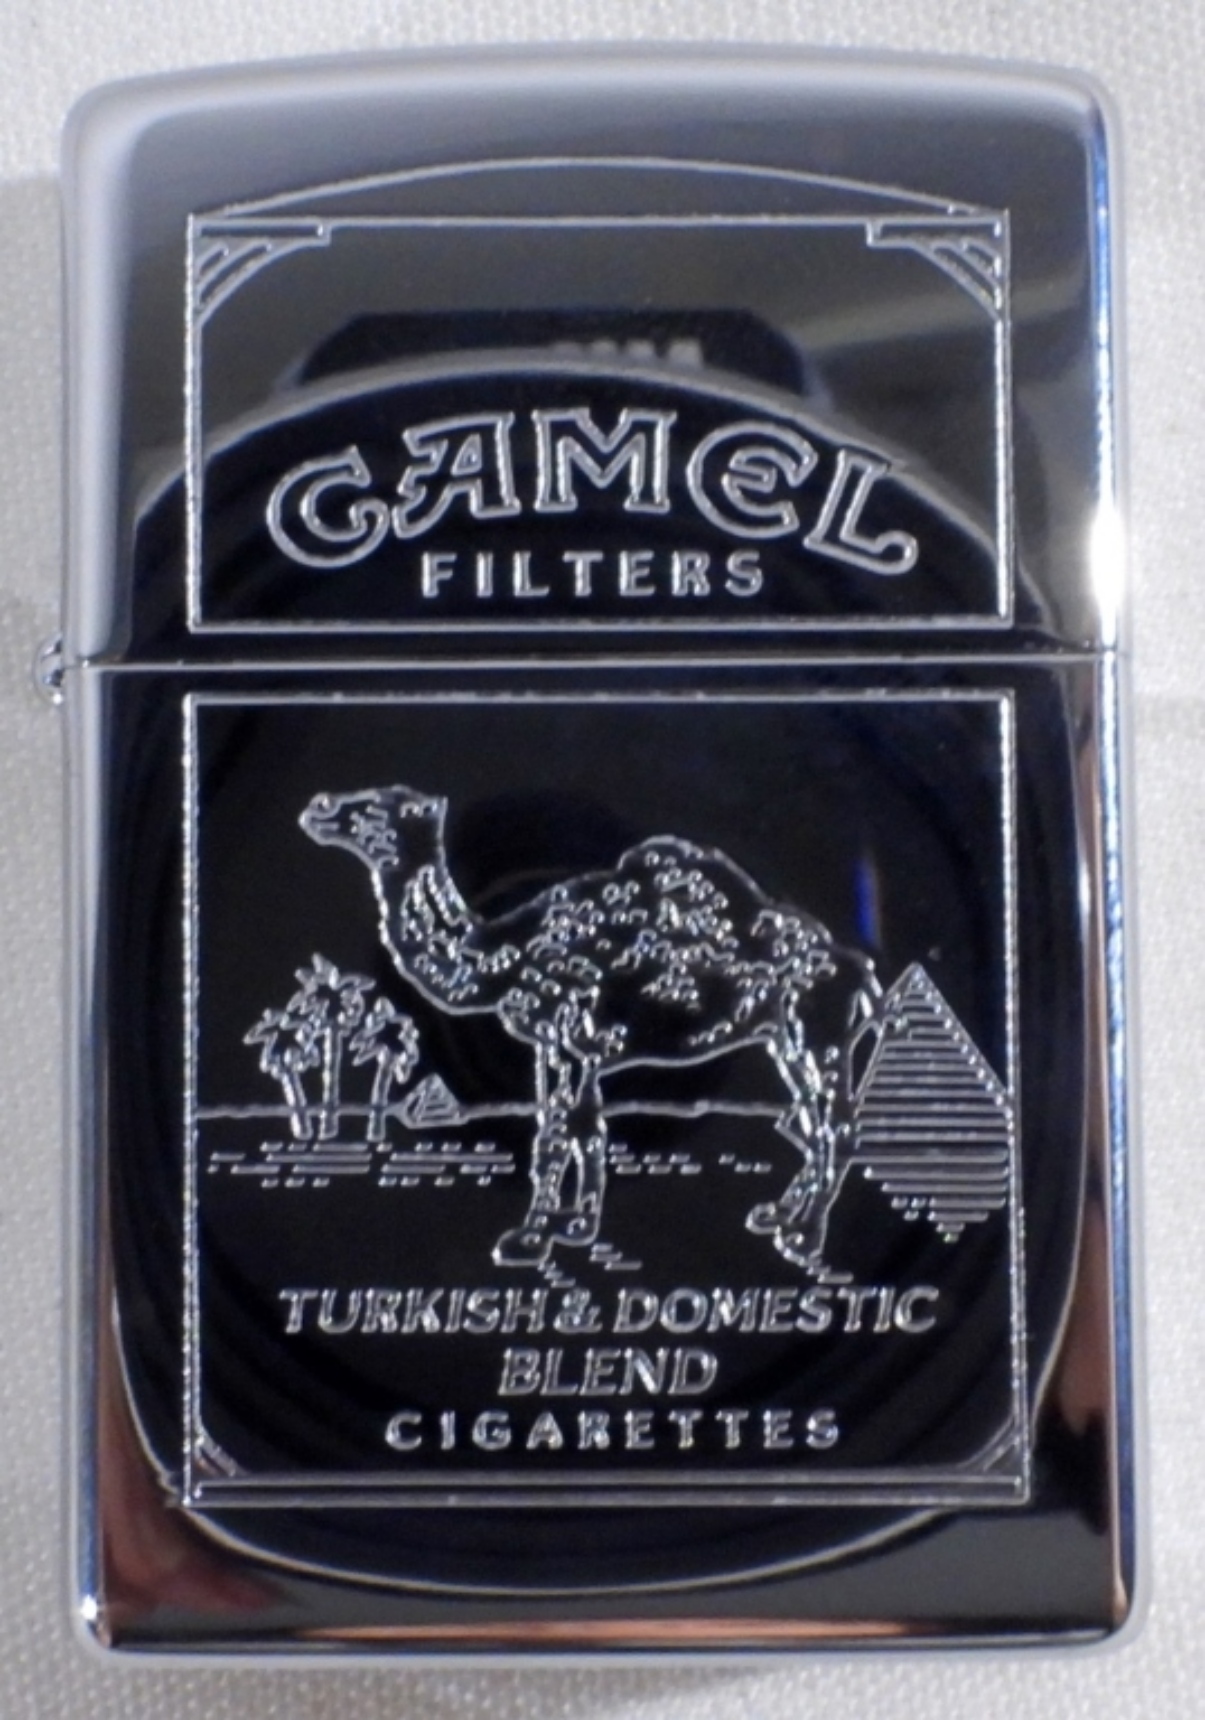 CAMEL
FILTERS
TURKISH & DOMESTIC
BLEND
CIGARETTES